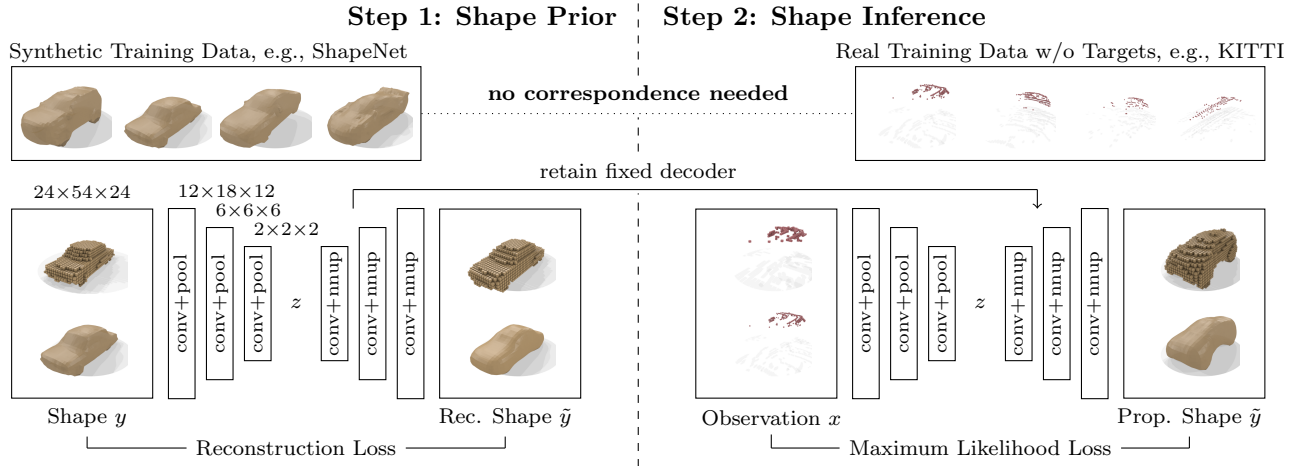 Step 1: Shape Prior
Step 2: Shape Inference
Synthetic Training Data, e.g., ShapeNet
Real Training Data w/o Targets, e.g., KITTI
no correspondence needed
retain fixed decoder
24×54×24
12×18×12
6×6×6
2×2×2
conv+pool
conv+pool
conv+pool
z
conv+nnup
conv+nnup
conv+nnup
conv+pool
conv+pool
conv+pool
z
conv+nnup
conv+nnup
conv+nnup
Shape y
Rec. Shape ỹ
Observation x
Prop. Shape ỹ
Reconstruction Loss
Maximum Likelihood Loss